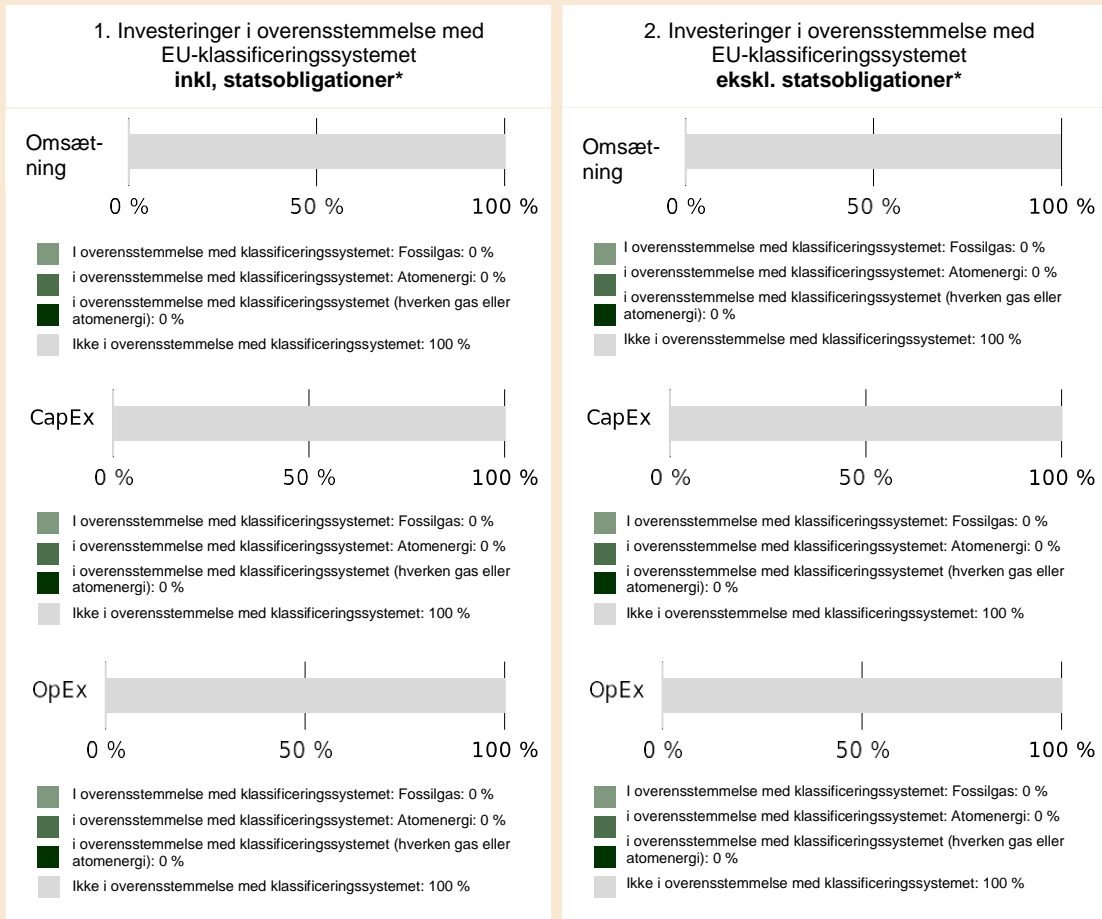 1. Investeringer i overensstemmelse med
EU-klassificeringssystemet
inkl, statsobligationer*
Omsæt-
ning
0 % 50 % 100 %
I overensstemmelse med klassificeringssystemet: Fossilgas: 0 %
i overensstemmelse med klassificeringssystemet: Atomenergi: 0 %
i overensstemmelse med klassificeringssystemet (hverken gas eller
atomenergi): 0 %
Ikke i overensstemmelse med klassificeringssystemet: 100 %
CapEx
0 % 50 % 100 %
I overensstemmelse med klassificeringssystemet: Fossilgas: 0 %
i overensstemmelse med klassificeringssystemet: Atomenergi: 0 %
i overensstemmelse med klassificeringssystemet (hverken gas eller
atomenergi): 0 %
Ikke i overensstemmelse med klassificeringssystemet: 100 %
OpEx
0 % 50 % 100 %
I overensstemmelse med klassificeringssystemet: Fossilgas: 0 %
i overensstemmelse med klassificeringssystemet: Atomenergi: 0 %
i overensstemmelse med klassificeringssystemet (hverken gas eller
atomenergi): 0 %
Ikke i overensstemmelse med klassificeringssystemet: 100 %
2. Investeringer i overensstemmelse med
EU-klassificeringssystemet
ekskl. statsobligationer*
Omsæt-
ning
0 % 50 % 100 %
I overensstemmelse med klassificeringssystemet: Fossilgas: 0 %
i overensstemmelse med klassificeringssystemet: Atomenergi: 0 %
i overensstemmelse med klassificeringssystemet (hverken gas eller
atomenergi): 0 %
Ikke i overensstemmelse med klassificeringssystemet: 100 %
CapEx
0 % 50 % 100 %
I overensstemmelse med klassificeringssystemet: Fossilgas: 0 %
i overensstemmelse med klassificeringssystemet: Atomenergi: 0 %
i overensstemmelse med klassificeringssystemet (hverken gas eller
atomenergi): 0 %
Ikke i overensstemmelse med klassificeringssystemet: 100 %
OpEx
0 % 50 % 100 %
I overensstemmelse med klassificeringssystemet: Fossilgas: 0 %
i overensstemmelse med klassificeringssystemet: Atomenergi: 0 %
i overensstemmelse med klassificeringssystemet (hverken gas eller
atomenergi): 0 %
Ikke i overensstemmelse med klassificeringssystemet: 100 %